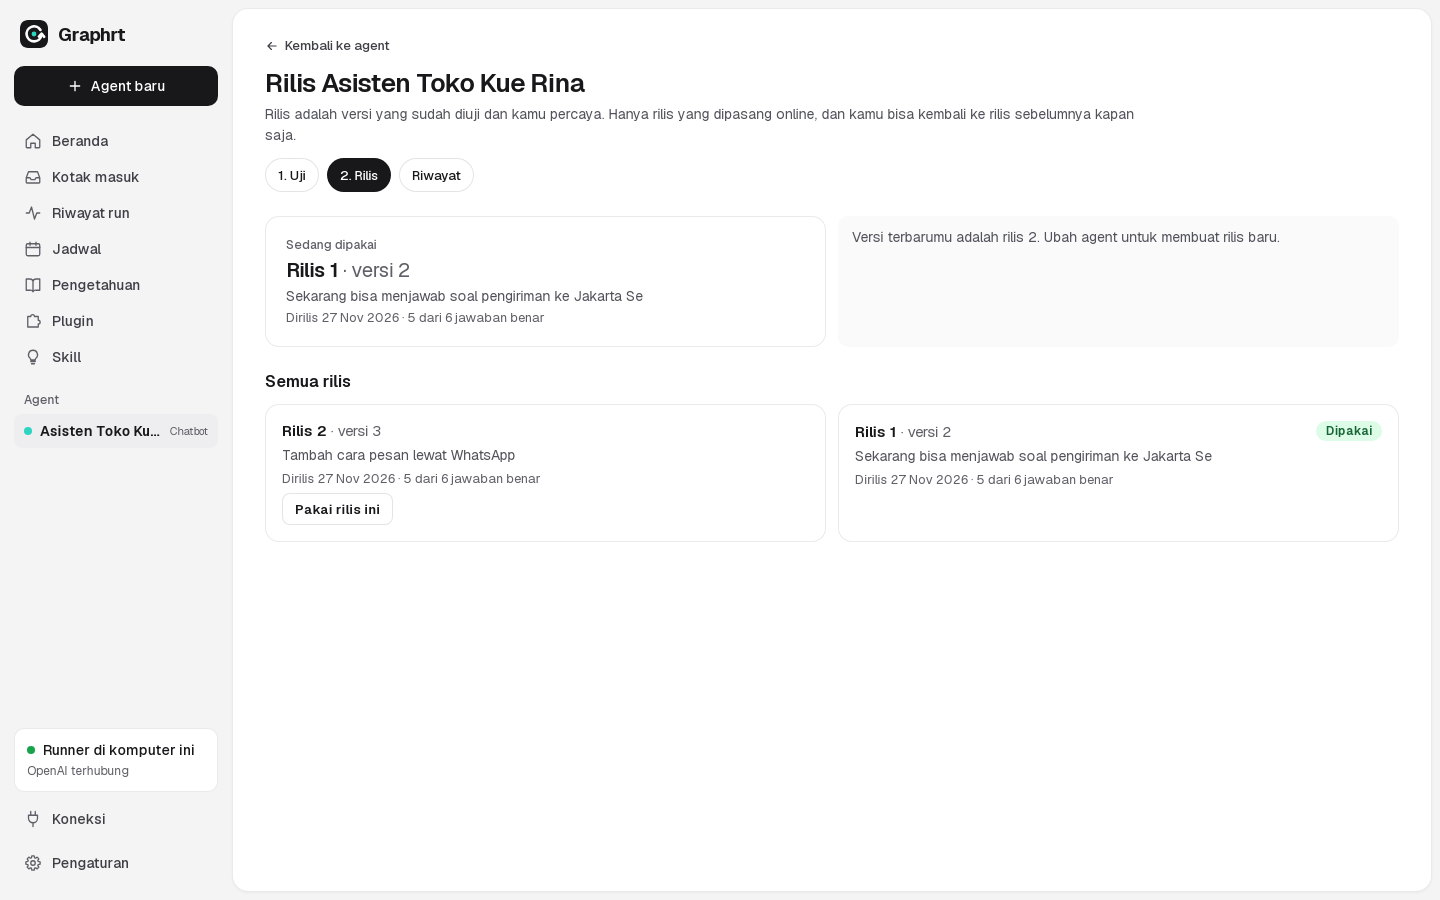 Graphrt
Agent baru
Beranda
Kotak masuk
Riwayat run
Jadwal
Pengetahuan
Plugin
Skill
Agent
Asisten Toko Ku... Chatbot
Runner di komputer ini
OpenAI terhubung
Koneksi
Pengaturan
Kembali ke agent
Rilis Asisten Toko Kue Rina
Rilis adalah versi yang sudah diuji dan kamu percaya. Hanya rilis yang dipasang online, dan kamu bisa kembali ke rilis sebelumnya kapan
saja.
1. Uji
2. Rilis
Riwayat
Sedang dipakai
Rilis 1 · versi 2
Sekarang bisa menjawab soal pengiriman ke Jakarta Se
Dirilis 27 Nov 2026 · 5 dari 6 jawaban benar
Versi terbarumu adalah rilis 2. Ubah agent untuk membuat rilis baru.
Semua rilis
Rilis 2 · versi 3
Tambah cara pesan lewat WhatsApp
Dirilis 27 Nov 2026 · 5 dari 6 jawaban benar
Pakai rilis ini
Rilis 1 · versi 2
Dipakai
Sekarang bisa menjawab soal pengiriman ke Jakarta Se
Dirilis 27 Nov 2026 · 5 dari 6 jawaban benar